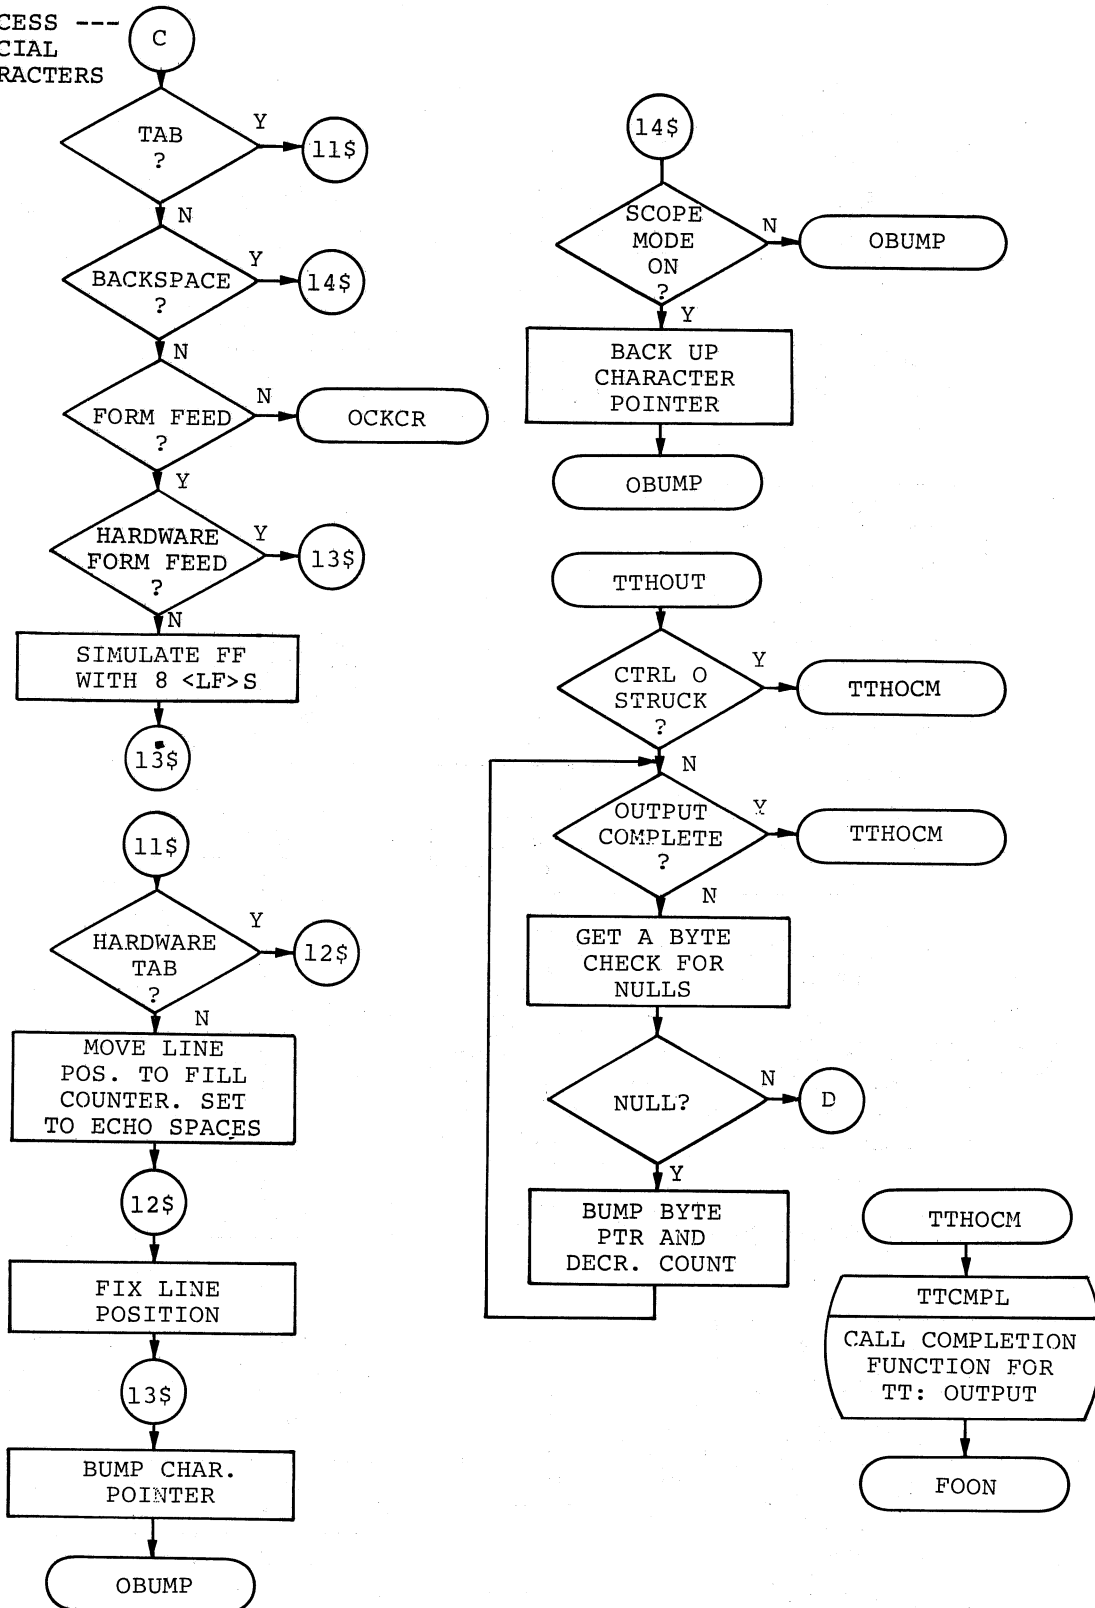 CESS ---
CIAL
RACTERS
C
TAB
?
Y
11$
N
BACKSPACE
?
Y
14$
N
FORM FEED
?
N
OCKCR
Y
HARDWARE
FORM FEED
?
Y
13$
N
SIMULATE FF
WITH 8 <LF>S
13$
11$
HARDWARE
TAB
?
Y
12$
N
MOVE LINE
POS. TO FILL
COUNTER. SET
TO ECHO SPACES
12$
FIX LINE
POSITION
13$
BUMP CHAR.
POINTER
OBUMP
14$
SCOPE
MODE
ON
?
N
OBUMP
Y
BACK UP
CHARACTER
POINTER
OBUMP
TTHOUT
CTRL O
STRUCK
?
Y
TTHOCM
N
OUTPUT
COMPLETE
?
Y
TTHOCM
N
GET A BYTE
CHECK FOR
NULLS
NULL?
N
D
Y
BUMP BYTE
PTR AND
DECR. COUNT
TTHOCM
TTCMPL
CALL COMPLETION
FUNCTION FOR
TT: OUTPUT
FOON